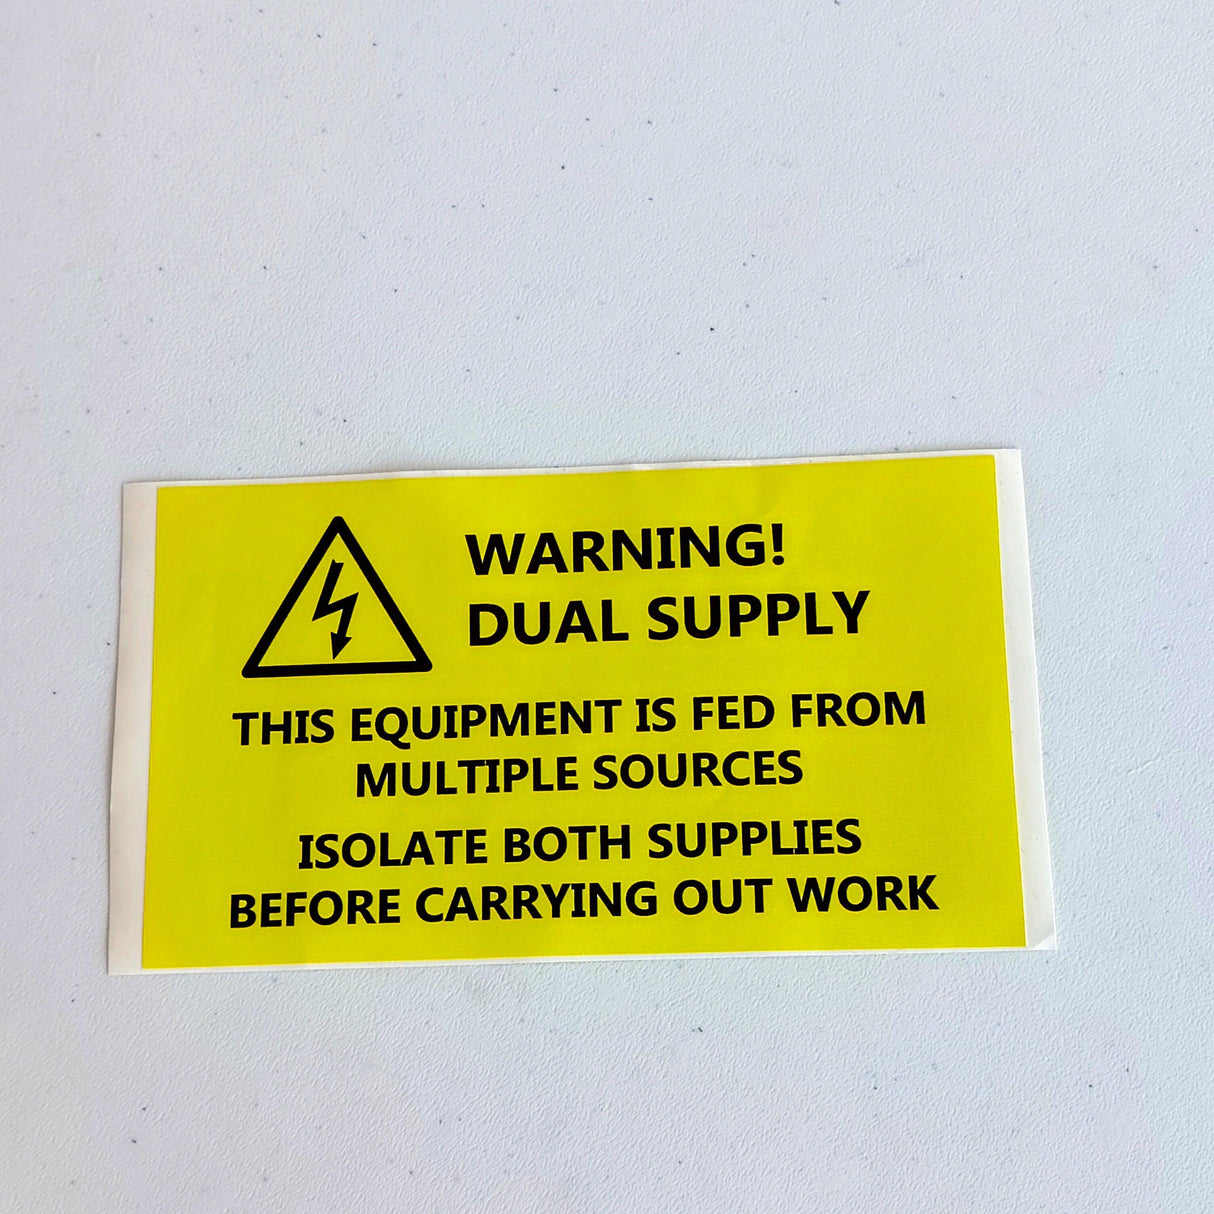 WARNING!
DUAL SUPPLY
THIS EQUIPMENT IS FED FROM
MULTIPLE SOURCES
ISOLATE BOTH SUPPLIES
BEFORE CARRYING OUT WORK